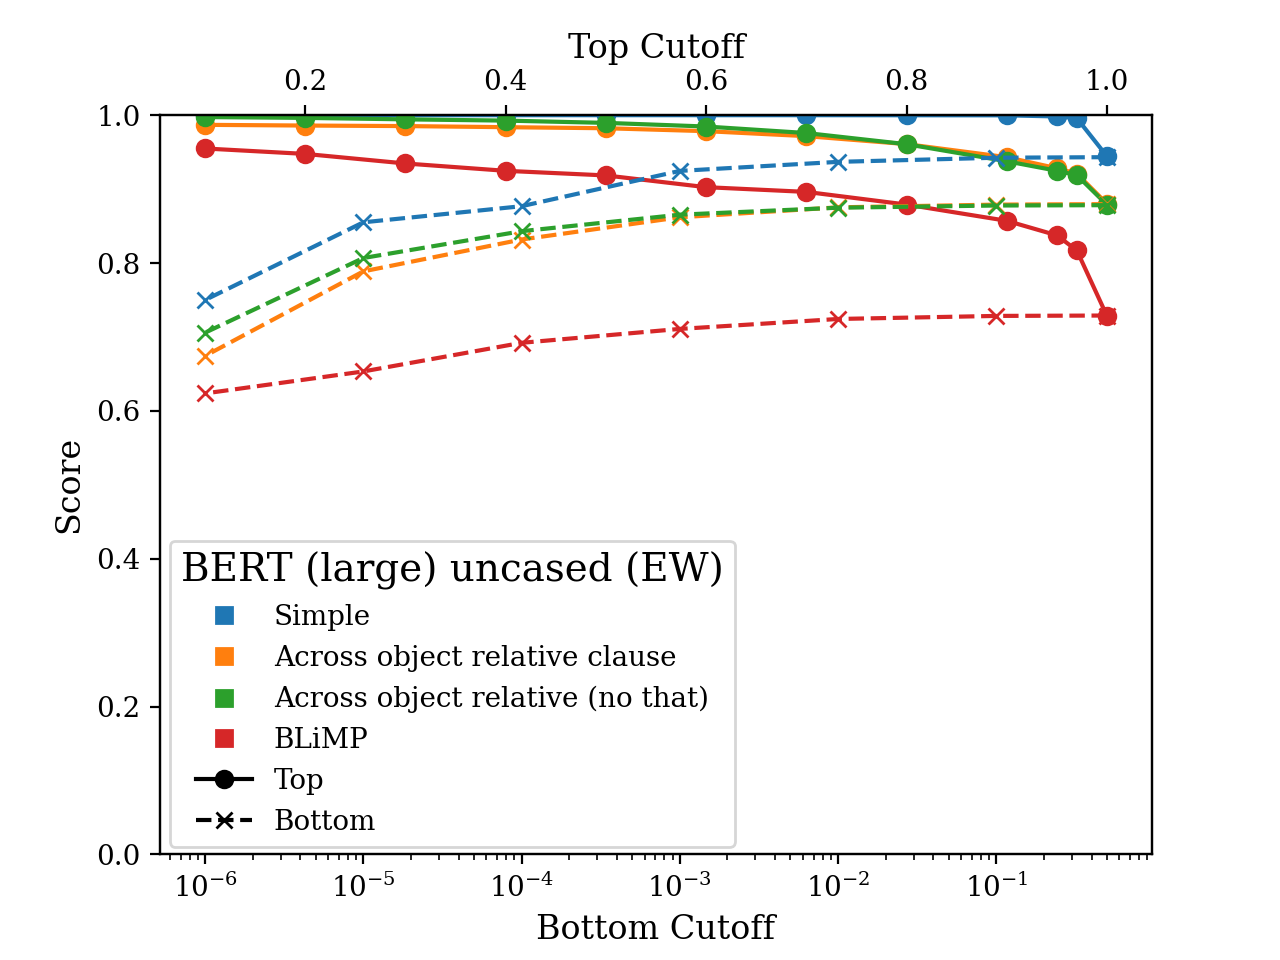 Top Cutoff
0.2 0.4 0.6 0.8 1.0
1.0
0.8
0.6
0.4
0.2
0.0
Score
BERT (large) uncased (EW)
Simple
Across object relative clause
Across object relative (no that)
BLiMP
Top
Bottom
10⁻⁶ 10⁻⁵ 10⁻⁴ 10⁻³ 10⁻² 10⁻¹
Bottom Cutoff